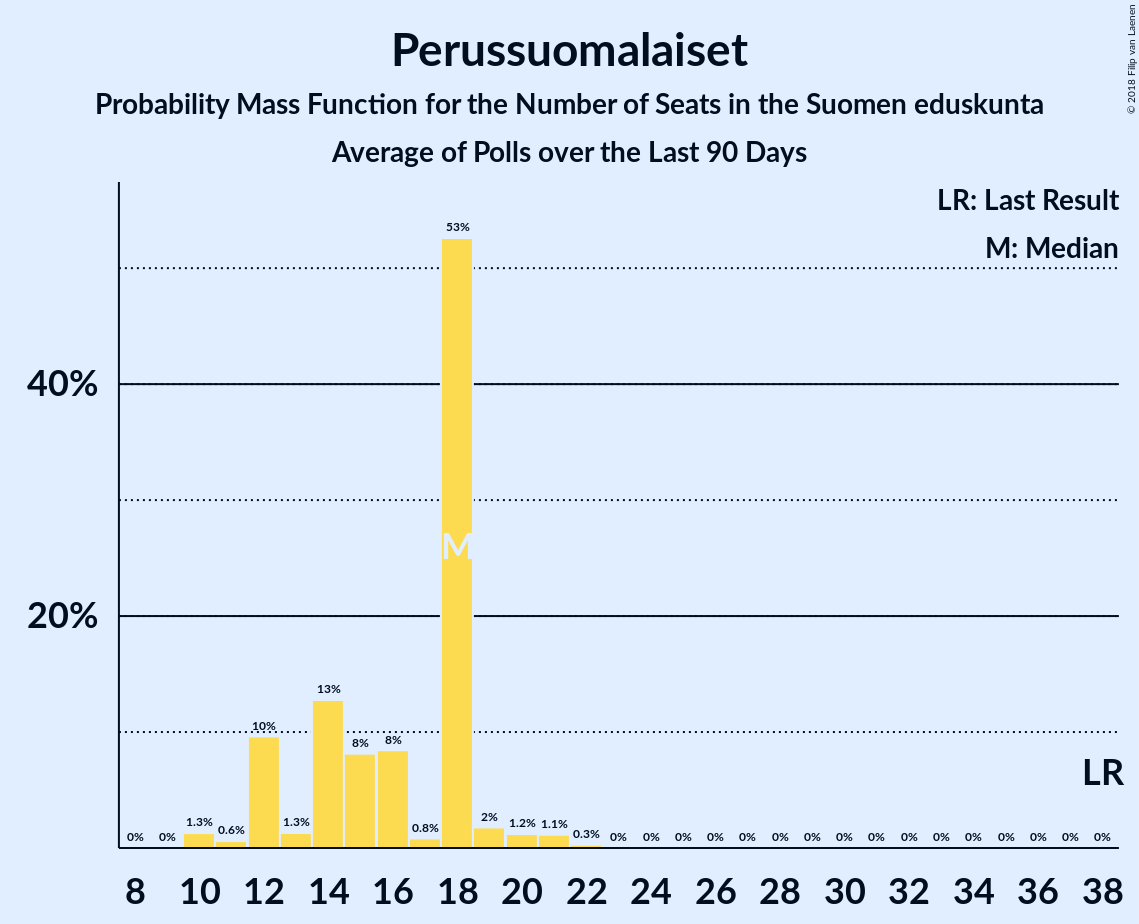 Perussuomalaiset
Probability Mass Function for the Number of Seats in the Suomen eduskunta
Average of Polls over the Last 90 Days
© 2018 Filip van Laenen
LR: Last Result
M: Median
53%
40%
M
20%
13%
10%
8%
8%
LR
1.3%
0.6%
1.3%
0.8%
2%
1.2%
1.1%
0.3%
0% 0% 0% 0% 0% 0% 0% 0% 0% 0% 0% 0% 0% 0% 0% 0% 0% 0%
8 10 12 14 16 18 20 22 24 26 28 30 32 34 36 38